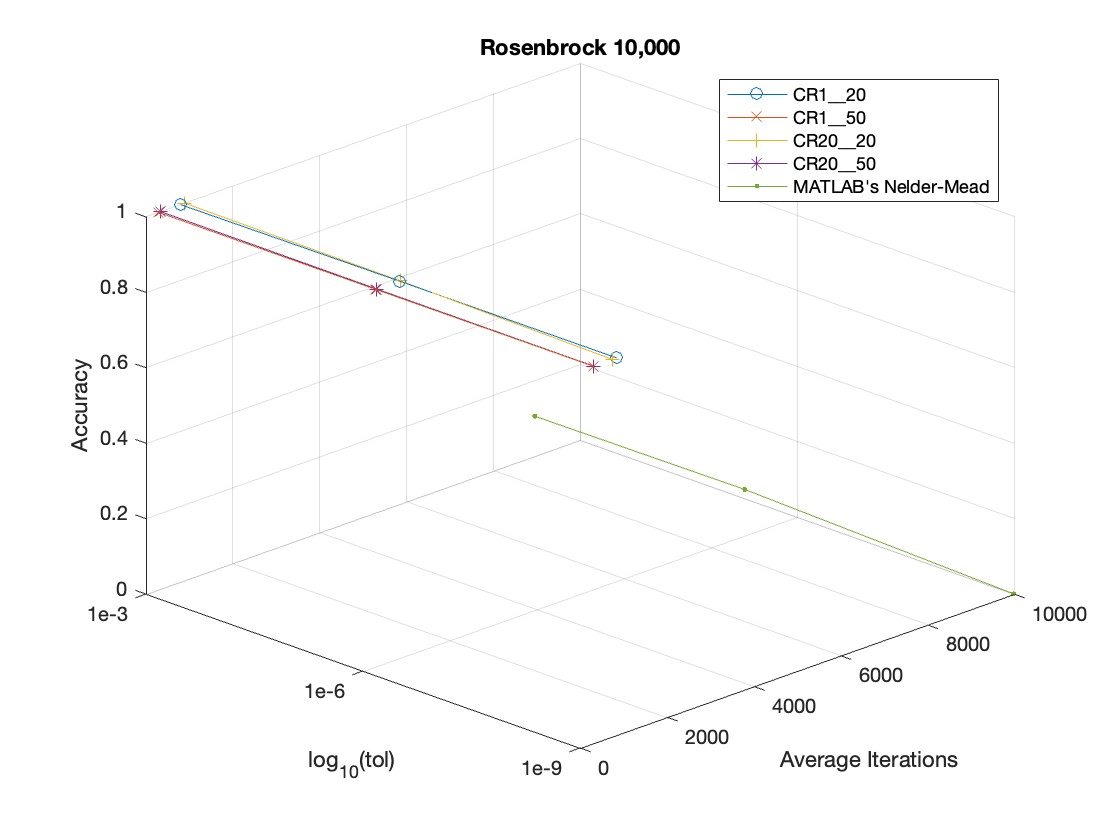 Rosenbrock 10,000
CR1__20
CR1__50
CR20__20
CR20__50
MATLAB's Nelder-Mead
1
0.8
0.6
0.4
0.2
0
Accuracy
1e-3
1e-6
1e-9
log10(tol)
0
2000
4000
6000
8000
10000
Average Iterations